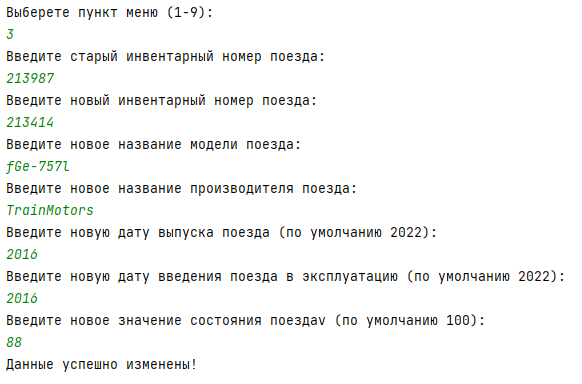 Выберете пункт меню (1-9):
3
Введите старый инвентарный номер поезда:
213987
Введите новый инвентарный номер поезда:
213414
Введите новое название модели поезда:
fGe-757l
Введите новое название производителя поезда:
TrainMotors
Введите новую дату выпуска поезда (по умолчанию 2022):
2016
Введите новую дату введения поезда в эксплуатацию (по умолчанию 2022):
2016
Введите новое значение состояния поездаv (по умолчанию 100):
88
Данные успешно изменены!